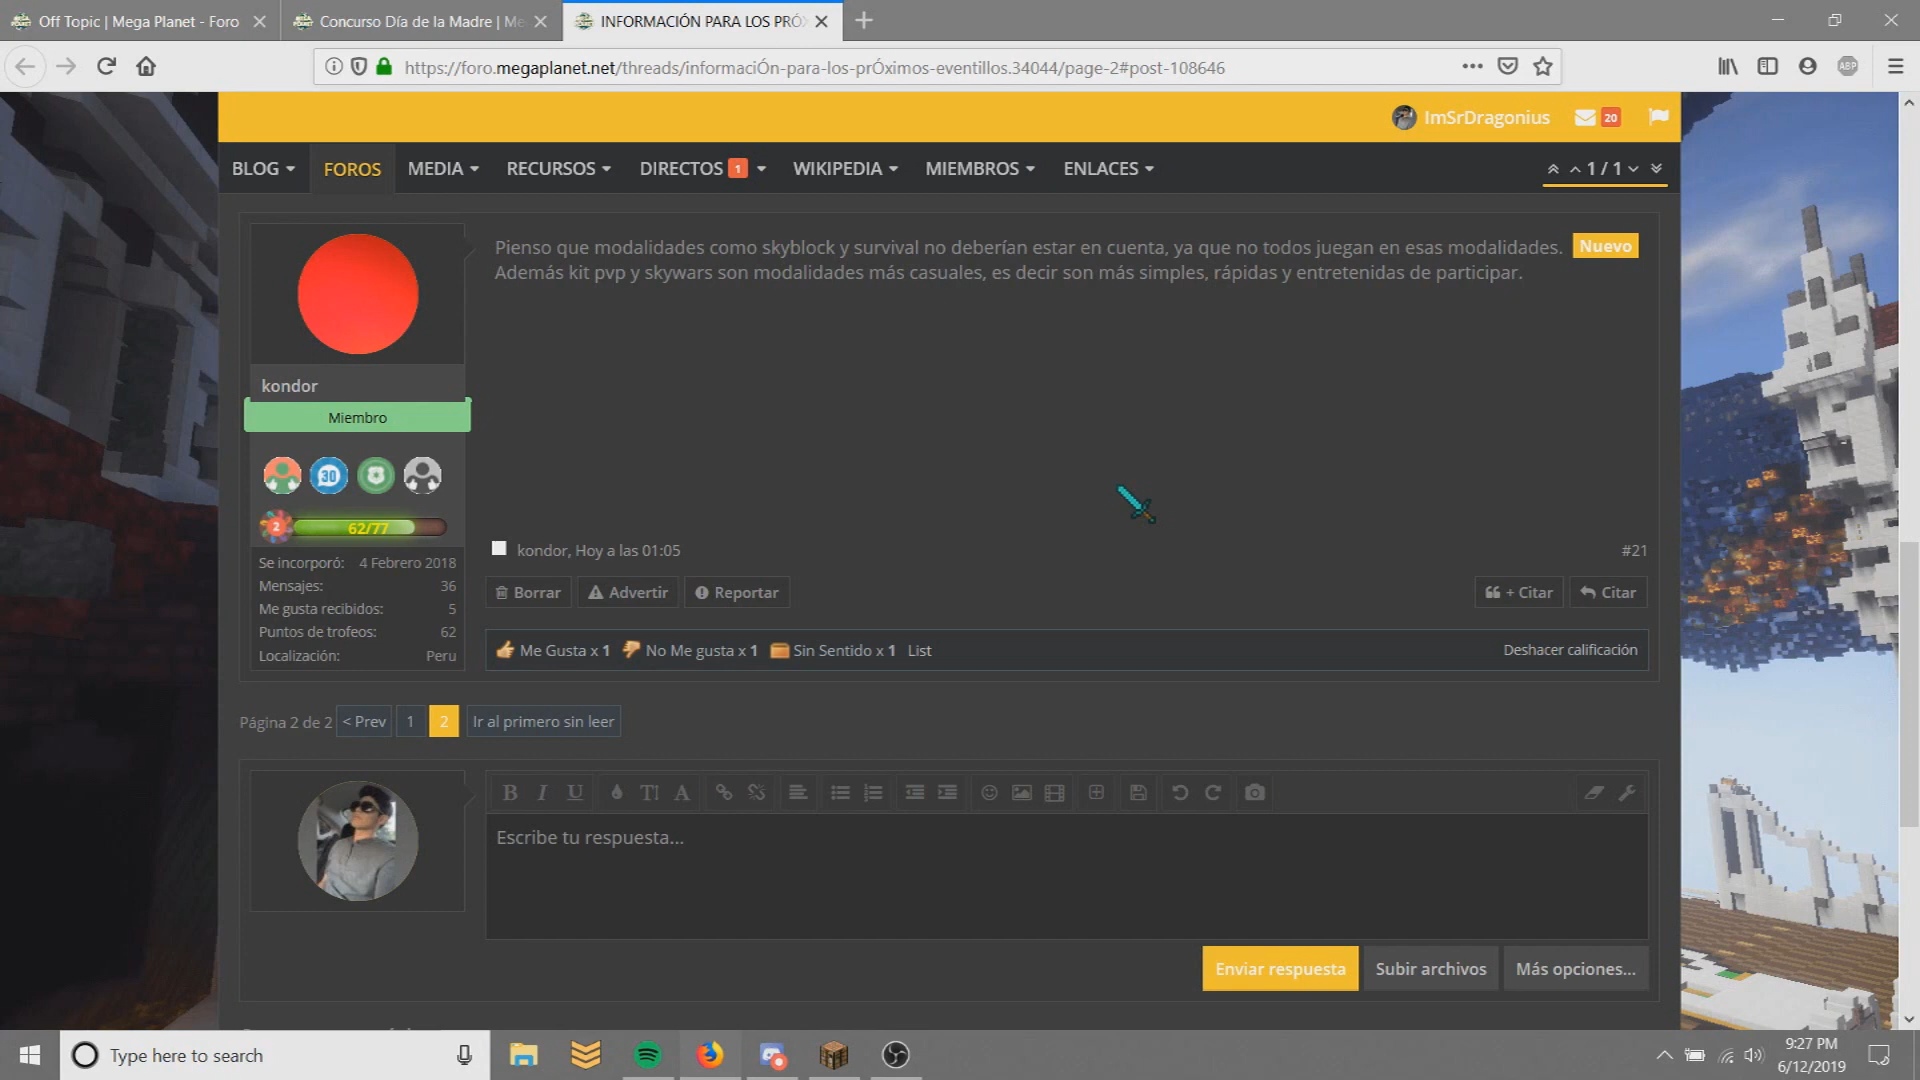 Off Topic | Mega Planet - Foro
Concurso Día de la Madre | Me
INFORMACIÓN PARA LOS PRÓX
https://foro.megaplanet.net/threads/informaciÓn-para-los-prÓximos-eventillos.34044/page-2#post-108646
ABP
ImSrDragonius
20
BLOG
FOROS
MEDIA
RECURSOS
DIRECTOS 1
WIKIPEDIA
MIEMBROS
ENLACES
1 / 1
Pienso que modalidades como skyblock y survival no deberían estar en cuenta, ya que no todos juegan en esas modalidades.
Nuevo
Además kit pvp y skywars son modalidades más casuales, es decir son más simples, rápidas y entretenidas de participar.
kondor
Miembro
30
2
62/77
Se incorporó: 4 Febrero 2018
Mensajes: 36
Me gusta recibidos: 5
Puntos de trofeos: 62
Localización: Peru
kondor, Hoy a las 01:05
#21
Borrar
Advertir
Reportar
+ Citar
Citar
Me Gusta x 1 No Me gusta x 1 Sin Sentido x 1 List
Deshacer calificación
Página 2 de 2 < Prev 1 2 Ir al primero sin leer
B I U
Escribe tu respuesta...
Enviar respuesta
Subir archivos
Más opciones...
Type here to search
9:27 PM
6/12/2019